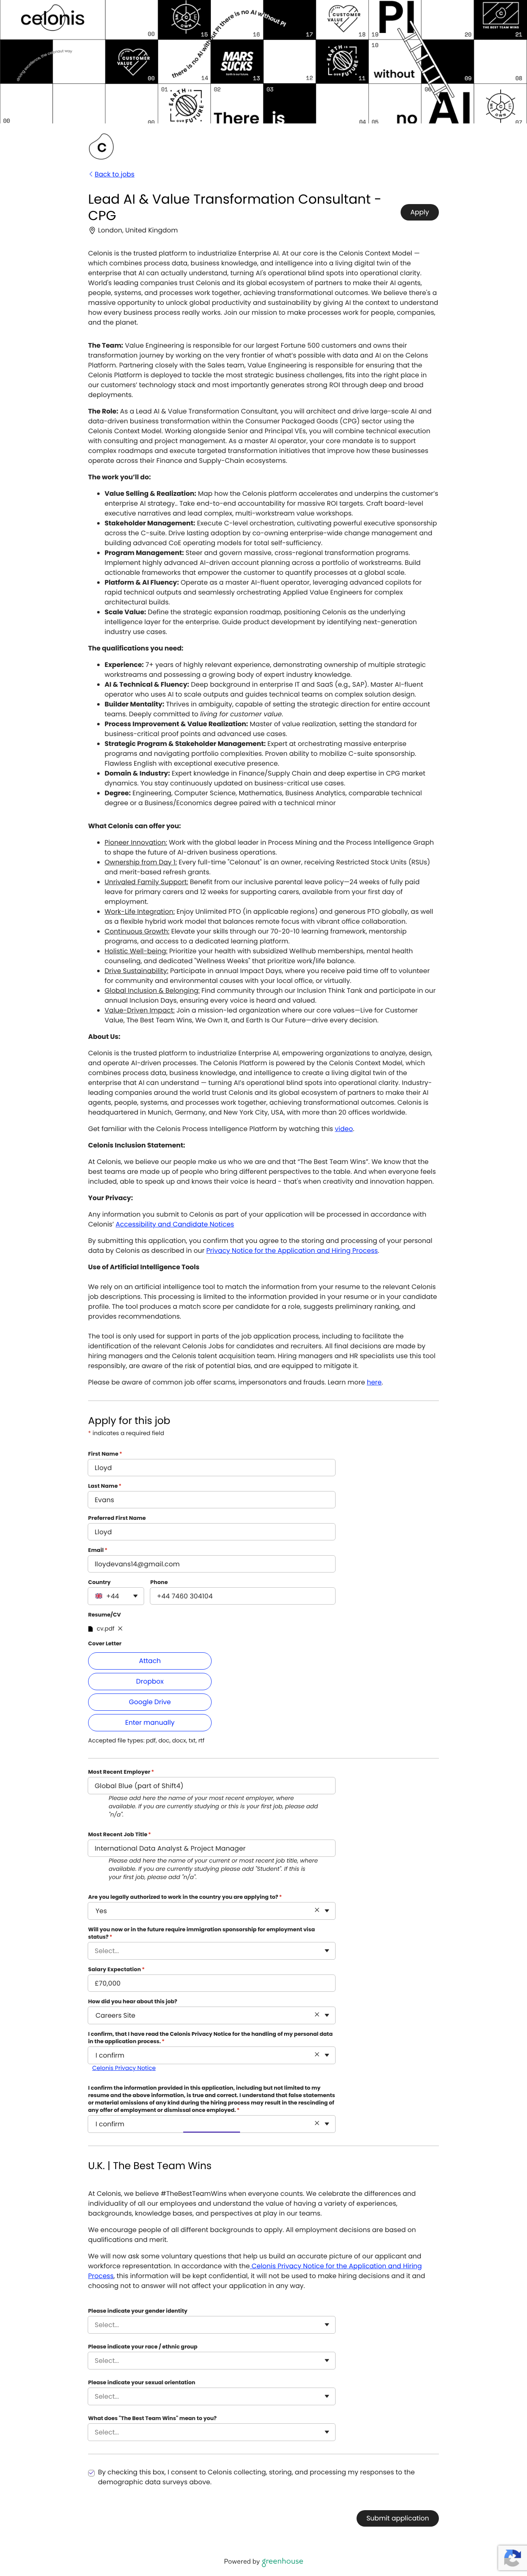 celonis
driving excellence, the smartest way
00
00
CUSTOMER
VALUE
00
15
14
there is no AI without PI there is no AI without PI
16
MARS
SUCKS
13
17
12
CUSTOMER
VALUE
18
EARTH IS OUR FUTURE
11
PI
19
10
without
20
09
THE BEST TEAM WINS
21
08
01
EARTH IS OUR FUTURE
02
There
03
is
04
05
no
06
AI
WE OWN IT
07
00
C
Back to jobs
Lead AI & Value Transformation Consultant -
CPG
Apply
London, United Kingdom
Celonis is the trusted platform to industrialize Enterprise AI. At our core is the Celonis Context Model —
which combines process data, business knowledge, and intelligence into a living digital twin of the
enterprise that AI can actually understand, turning AI's operational blind spots into operational clarity.
World's leading companies trust Celonis and its global ecosystem of partners to make their AI agents,
people, systems, and processes work together, achieving transformational outcomes. We believe there's a
massive opportunity to unlock global productivity and sustainability by giving AI the context to understand
how every business process really works. Join our mission to make processes work for people, companies,
and the planet.
The Team: Value Engineering is responsible for our largest Fortune 500 customers and owns their
transformation journey by working on the very frontier of what's possible with data and AI on the Celonis
Platform. Partnering closely with the Sales team, Value Engineering is responsible for ensuring that the
Celonis platform is deployed to tackle the most strategic business challenges, fits into the right place in
our customers' technology stack and most importantly generates strong ROI through deep and broad
deployments.
The Role: As a Lead AI & Value Transformation Consultant, you will architect and drive large-scale AI and
data-driven business transformation within the Consumer Packaged Goods (CPG) sector using the
Celonis Context Model. Working alongside Senior and Principal VEs, you will combine technical execution
with consulting and project management. As a master AI operator, your core mandate is to support
complex roadmaps and execute targeted transformation initiatives that improve how these businesses
operate across their Finance and Supply-Chain ecosystems.
The work you'll do:
Value Selling & Realization: Map how the Celonis platform accelerates and underpins the customer's
enterprise AI strategy.. Take end-to-end accountability for massive ROI targets. Craft board-level
executive narratives and lead complex, multi-workstream value workshops.
Stakeholder Management: Execute C-level orchestration, cultivating powerful executive sponsorship
across the C-suite. Drive lasting adoption by co-owning enterprise-wide change management and
building advanced CoE operating models for total self-sufficiency.
Program Management: Steer and govern massive, cross-regional transformation programs.
Implement highly advanced AI-driven account planning across a portfolio of workstreams. Build
actionable frameworks that empower the customer to quantify processes at a global scale.
Platform & AI Fluency: Operate as a master AI-fluent operator, leveraging advanced copilots for
rapid technical outputs and seamlessly orchestrating Applied Value Engineers for complex
architectural builds.
Scale Value: Define the strategic expansion roadmap, positioning Celonis as the underlying
intelligence layer for the enterprise. Guide product development by identifying next-generation
industry use cases.
The qualifications you need:
Experience: 7+ years of highly relevant experience, demonstrating ownership of multiple strategic
workstreams and possessing a growing body of expert industry knowledge.
AI & Technical & Fluency: Deep background in enterprise IT and SaaS (e.g., SAP). Master AI-fluent
operator who uses AI to scale outputs and guides technical teams on complex solution design.
Builder Mentality: Thrives in ambiguity, capable of setting the strategic direction for entire account
teams. Deeply committed to living for customer value.
Process Improvement & Value Realization: Master of value realization, setting the standard for
business-critical proof points and advanced use cases.
Strategic Program & Stakeholder Management: Expert at orchestrating massive enterprise
programs and navigating portfolio complexities. Proven ability to mobilize C-suite sponsorship.
Flawless English with exceptional executive presence.
Domain & Industry: Expert knowledge in Finance/Supply Chain and deep expertise in CPG market
dynamics. You stay continuously updated on business-critical use cases.
Degree: Engineering, Computer Science, Mathematics, Business Analytics, comparable technical
degree or a Business/Economics degree paired with a technical minor
What Celonis can offer you:
Pioneer Innovation: Work with the global leader in Process Mining and the Process Intelligence Graph
to shape the future of AI-driven business operations.
Ownership from Day 1: Every full-time "Celonaut" is an owner, receiving Restricted Stock Units (RSUs)
and merit-based refresh grants.
Unrivaled Family Support: Benefit from our inclusive parental leave policy—24 weeks of fully paid
leave for primary carers and 12 weeks for supporting carers, available from your first day of
employment.
Work-Life Integration: Enjoy Unlimited PTO (in applicable regions) and generous PTO globally, as well
as a flexible hybrid work model that balances remote focus with vibrant office collaboration.
Continuous Growth: Elevate your skills through our 70-20-10 learning framework, mentorship
programs, and access to a dedicated learning platform.
Holistic Well-being: Prioritize your health with subsidized Wellhub memberships, mental health
counseling, and dedicated "Wellness Weeks" that prioritize work/life balance.
Drive Sustainability: Participate in annual Impact Days, where you receive paid time off to volunteer
for community and environmental causes with your local office, or virtually.
Global Inclusion & Belonging: Find community through our Inclusion Think Tank and participate in our
annual Inclusion Days, ensuring every voice is heard and valued.
Value-Driven Impact: Join a mission-led organization where our core values—Live for Customer
Value, The Best Team Wins, We Own It, and Earth Is Our Future—drive every decision.
About Us:
Celonis is the trusted platform to industrialize Enterprise AI, empowering organizations to analyze, design,
and operate AI-driven processes. The Celonis Platform is powered by the Celonis Context Model, which
combines process data, business knowledge, and intelligence to create a living digital twin of the
enterprise that AI can understand — turning AI's operational blind spots into operational clarity. Industry-
leading companies around the world trust Celonis and its global ecosystem of partners to make their AI
agents, people, systems, and processes work together, achieving transformational outcomes. Celonis is
headquartered in Munich, Germany, and New York City, USA, with more than 20 offices worldwide.
Get familiar with the Celonis Process Intelligence Platform by watching this video.
Celonis Inclusion Statement:
At Celonis, we believe our people make us who we are and that "The Best Team Wins". We know that the
best teams are made up of people who bring different perspectives to the table. And when everyone feels
included, able to speak up and knows their voice is heard - that's when creativity and innovation happen.
Your Privacy:
Any information you submit to Celonis as part of your application will be processed in accordance with
Celonis' Accessibility and Candidate Notices
By submitting this application, you confirm that you agree to the storing and processing of your personal
data by Celonis as described in our Privacy Notice for the Application and Hiring Process.
Use of Artificial Intelligence Tools
We rely on an artificial intelligence tool to match the information from your resume to the relevant Celonis
job descriptions. This processing is limited to the information provided in your resume or in your candidate
profile. The tool produces a match score per candidate for a role, suggests preliminary ranking, and
provides recommendations.
The tool is only used for support in parts of the job application process, including to facilitate the
identification of the relevant Celonis Jobs for candidates and recruiters. All final decisions are made by
hiring managers and the Celonis talent acquisition team. Hiring managers and HR specialists use this tool
responsibly, are aware of the risk of potential bias, and are equipped to mitigate it.
Please be aware of common job offer scams, impersonators and frauds. Learn more here.
Apply for this job
* indicates a required field
First Name *
Lloyd
Last Name *
Evans
Preferred First Name
Lloyd
Email *
lloydevans14@gmail.com
Country
Phone
+44
+44 7460 304104
Resume/CV
cv.pdf
Cover Letter
Attach
Dropbox
Google Drive
Enter manually
Accepted file types: pdf, doc, docx, txt, rtf
Most Recent Employer *
Global Blue (part of Shift4)
Please add here the name of your most recent employer, where
available. If you are currently studying or this is your first job, please add
"n/a".
Most Recent Job Title *
International Data Analyst & Project Manager
Please add here the name of your current or most recent job title, where
available. If you are currently studying please add "Student". If this is
your first job, please add "n/a".
Are you legally authorized to work in the country you are applying to? *
Yes
Will you now or in the future require immigration sponsorship for employment visa
status? *
Select...
Salary Expectation *
£70,000
How did you hear about this job?
Careers Site
I confirm, that I have read the Celonis Privacy Notice for the handling of my personal data
in the application process. *
I confirm
Celonis Privacy Notice
I confirm the information provided in this application, including but not limited to my
resume and the above information, is true and correct. I understand that false statements
or material omissions of any kind during the hiring process may result in the rescinding of
any offer of employment or dismissal once employed. *
I confirm
U.K. | The Best Team Wins
At Celonis, we believe #TheBestTeamWins when everyone counts. We celebrate the differences and
individuality of all our employees and understand the value of having a variety of experiences,
backgrounds, knowledge bases, and perspectives at play in our teams.
We encourage people of all different backgrounds to apply. All employment decisions are based on
qualifications and merit.
We will now ask some voluntary questions that help us build an accurate picture of our applicant and
workforce representation. In accordance with the Celonis Privacy Notice for the Application and Hiring
Process, this information will be kept confidential, it will not be used to make hiring decisions and it and
choosing not to answer will not affect your application in any way.
Please indicate your gender identity
Select...
Please indicate your race / ethnic group
Select...
Please indicate your sexual orientation
Select...
What does "The Best Team Wins" mean to you?
Select...
By checking this box, I consent to Celonis collecting, storing, and processing my responses to the
demographic data surveys above.
Submit application
Powered by greenhouse